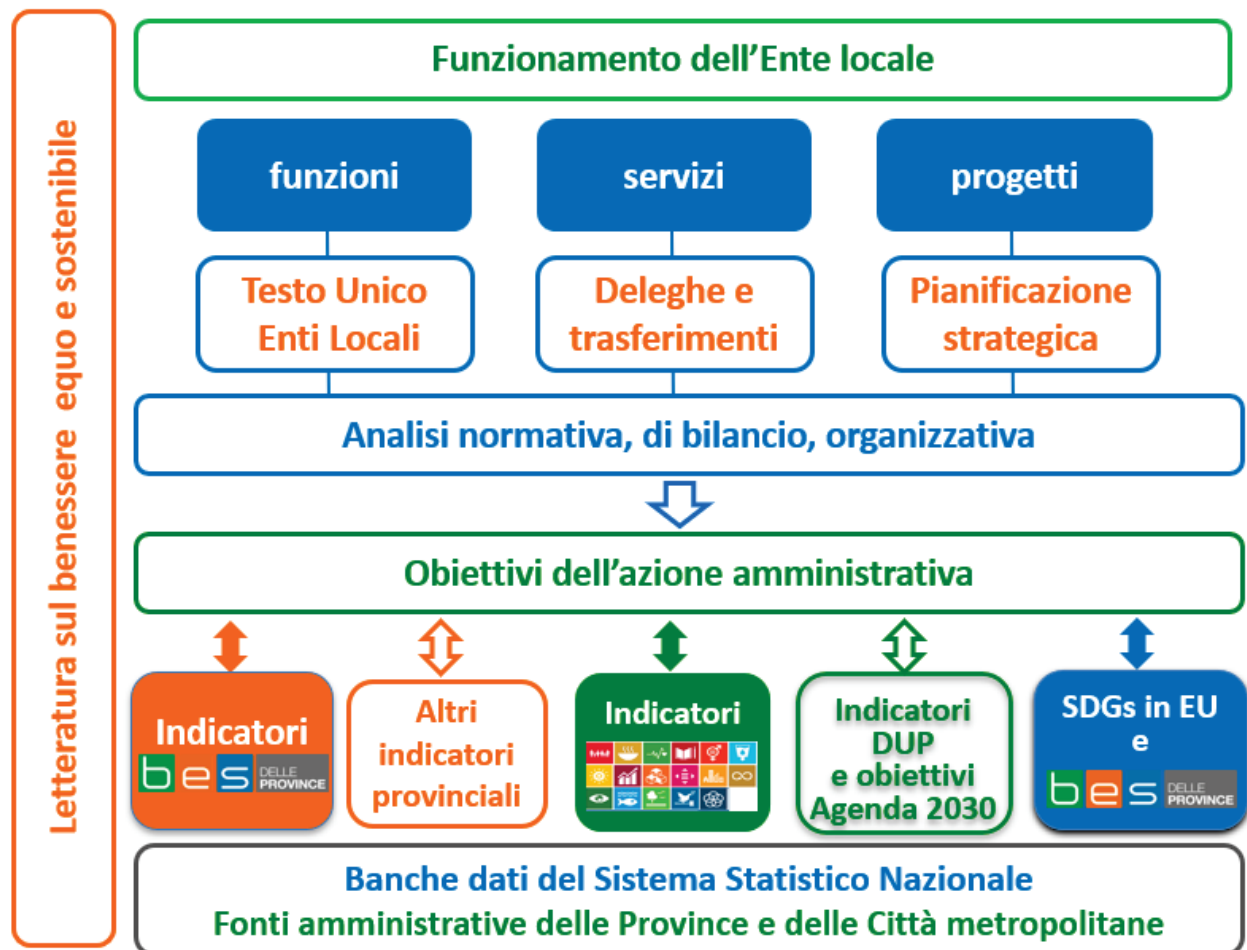 Letteratura sul benessere equo e sostenibile
Funzionamento dell'Ente locale
funzioni
servizi
progetti
Testo Unico
Enti Locali
Deleghe e
trasferimenti
Pianificazione
strategica
Analisi normativa, di bilancio, organizzativa
Obiettivi dell'azione amministrativa
Indicatori
bes DELLE
PROVINCE
Altri
indicatori
provinciali
Indicatori
Indicatori
DUP
e obiettivi
Agenda 2030
SDGs in EU
e
bes DELLE
PROVINCE
Banche dati del Sistema Statistico Nazionale
Fonti amministrative delle Province e delle Città metropolitane